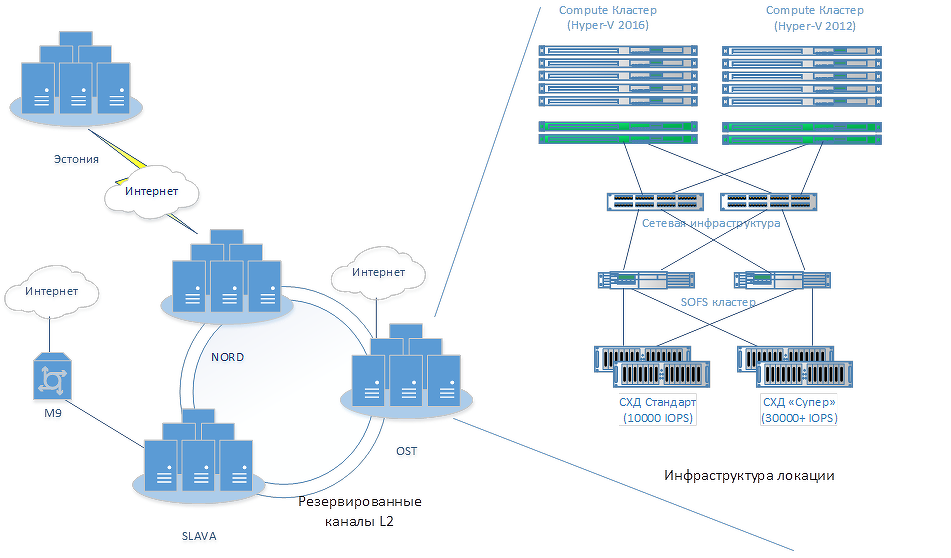 Эстония
Интернет
Интернет
M9
NORD
Интернет
OST
SLAVA
Резервированные
каналы L2
Compute Кластер
(Hyper-V 2016)
Compute Кластер
(Hyper-V 2012)
Сетевая инфраструктура
SOFS кластер
СХД Стандарт
(10000 IOPS)
СХД «Супер»
(30000+ IOPS)
Инфраструктура локации